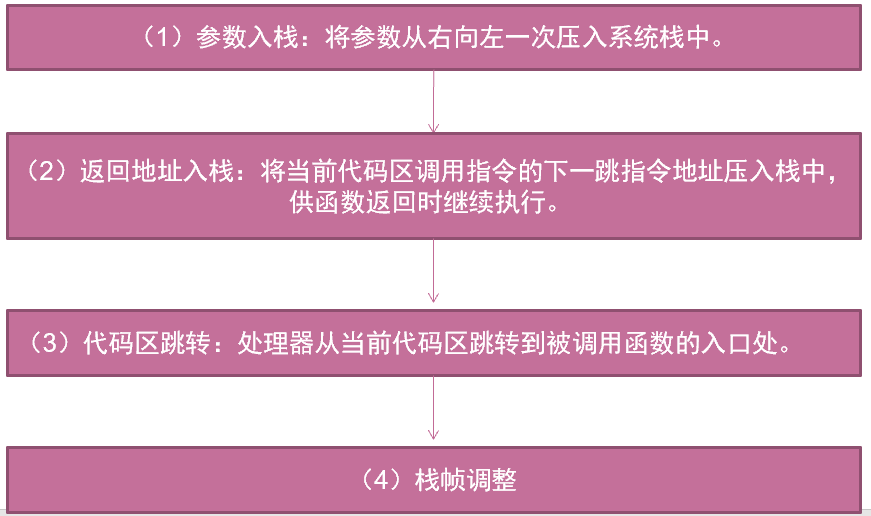 （1）参数入栈：将参数从右向左一次压入系统栈中。
（2）返回地址入栈：将当前代码区调用指令的下一跳指令地址压入栈中，
供函数返回时继续执行。
（3）代码区跳转：处理器从当前代码区跳转到被调用函数的入口处。
（4）栈帧调整